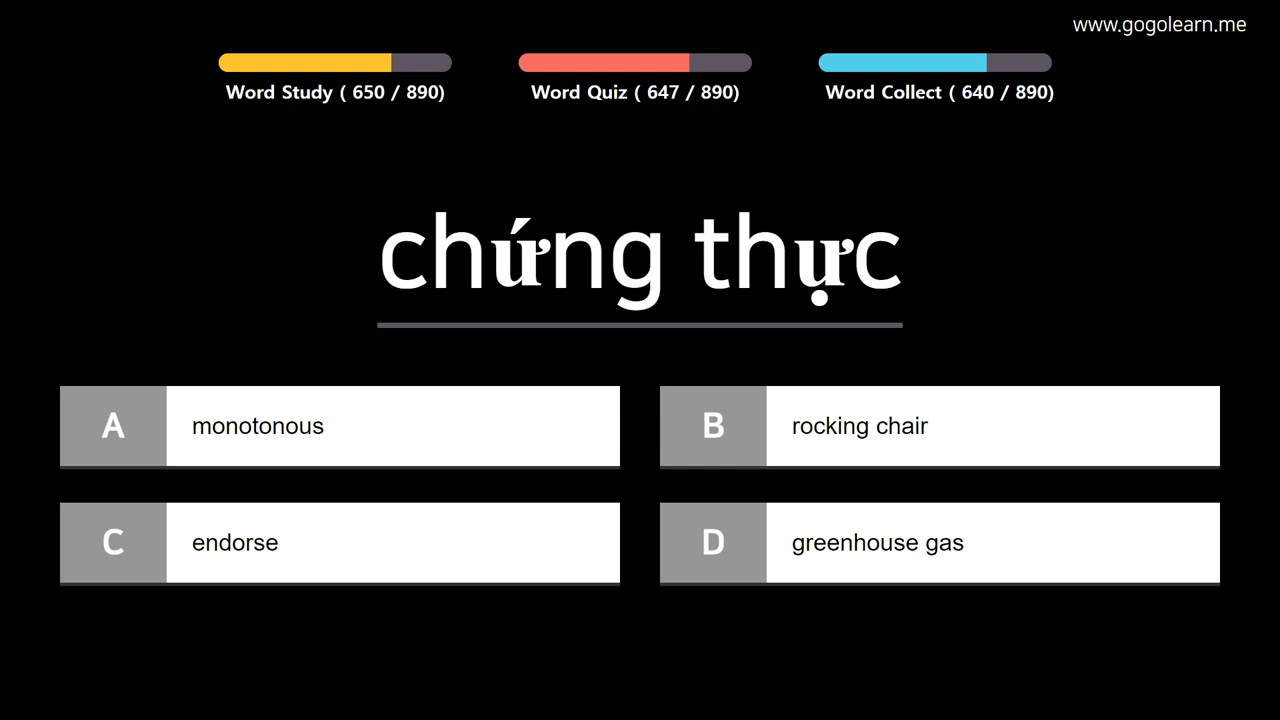 www.gogolearn.me
Word Study ( 650 / 890)
Word Quiz ( 647 / 890)
Word Collect ( 640 / 890)
chứng thực
A monotonous
B rocking chair
C endorse
D greenhouse gas